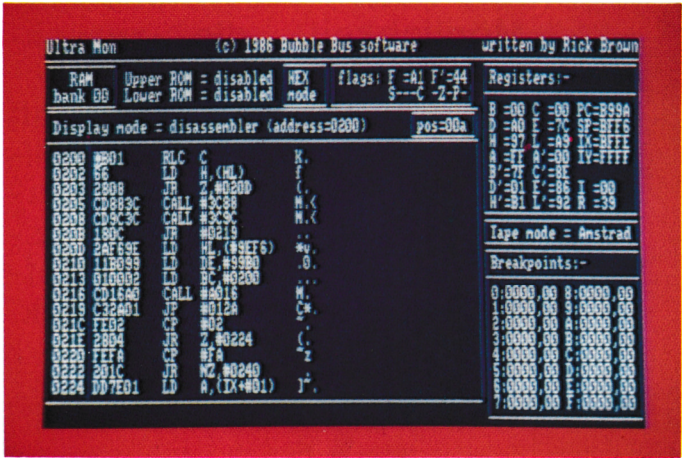 Ultra Mon (c) 1986 Bubble Bus software written by Rick Brown
RAM bank 00
Upper ROM = disabled
Lower ROM = disabled
HEX mode
flags: F =A1 F'=44
S---C -Z-P-
Display mode = disassembler (address=0200) pos=00a
0200 CB01 RLC C K.
0202 66 LD H,(HL) f
0203 2808 JR Z,#020D (.
0205 CD883C CALL #3C88 M.<
0208 CD9C3C CALL #3C9C M.<
020B 180C JR #0219 ..
020D 2AF69E LD HL,(#9EF6) *v.
0210 11B099 LD DE,#99B0 .0.
0213 010002 LD BC,#0200 ...
0216 CD16A0 CALL #A016 M.
0219 C32A01 JP #012A C*.
021C FE02 CP #02 ~.
021E 2804 JR Z,#0224 (.
0220 FEFA CP #FA ~z
0222 201C JR NZ,#0240 .
0224 DD7E01 LD A,(IX+#01) ]~.
Registers:-
B =00 C =00 PC=B99A
D =A0 E =7C SP=BFF6
H =97 L =A9 IX=BFFE
A =FF A'=00 IY=FFFF
B'=7F C'=8E
D'=01 E'=86 I =00
H'=B1 L'=92 R =39
Tape mode = Amstrad
Breakpoints:-
0:0000,00 8:0000,00
1:0000,00 9:0000,00
2:0000,00 A:0000,00
3:0000,00 B:0000,00
4:0000,00 C:0000,00
5:0000,00 D:0000,00
6:0000,00 E:0000,00
7:0000,00 F:0000,00